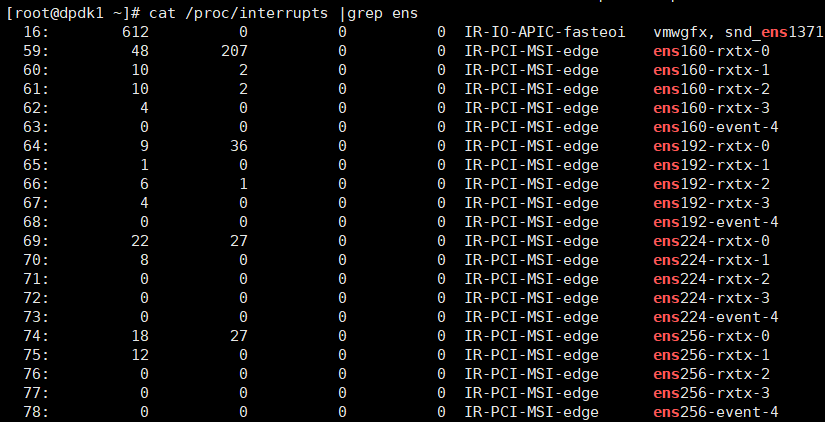 [root@dpdk1 ~]# cat /proc/interrupts |grep ens
16: 612 0 0 0 IR-IO-APIC-fasteoi vmwgfx, snd_ens1371
59: 48 207 0 0 IR-PCI-MSI-edge ens160-rxtx-0
60: 10 2 0 0 IR-PCI-MSI-edge ens160-rxtx-1
61: 10 2 0 0 IR-PCI-MSI-edge ens160-rxtx-2
62: 4 0 0 0 IR-PCI-MSI-edge ens160-rxtx-3
63: 0 0 0 0 IR-PCI-MSI-edge ens160-event-4
64: 9 36 0 0 IR-PCI-MSI-edge ens192-rxtx-0
65: 1 0 0 0 IR-PCI-MSI-edge ens192-rxtx-1
66: 6 1 0 0 IR-PCI-MSI-edge ens192-rxtx-2
67: 4 0 0 0 IR-PCI-MSI-edge ens192-rxtx-3
68: 0 0 0 0 IR-PCI-MSI-edge ens192-event-4
69: 22 27 0 0 IR-PCI-MSI-edge ens224-rxtx-0
70: 8 0 0 0 IR-PCI-MSI-edge ens224-rxtx-1
71: 0 0 0 0 IR-PCI-MSI-edge ens224-rxtx-2
72: 0 0 0 0 IR-PCI-MSI-edge ens224-rxtx-3
73: 0 0 0 0 IR-PCI-MSI-edge ens224-event-4
74: 18 27 0 0 IR-PCI-MSI-edge ens256-rxtx-0
75: 12 0 0 0 IR-PCI-MSI-edge ens256-rxtx-1
76: 0 0 0 0 IR-PCI-MSI-edge ens256-rxtx-2
77: 0 0 0 0 IR-PCI-MSI-edge ens256-rxtx-3
78: 0 0 0 0 IR-PCI-MSI-edge ens256-event-4